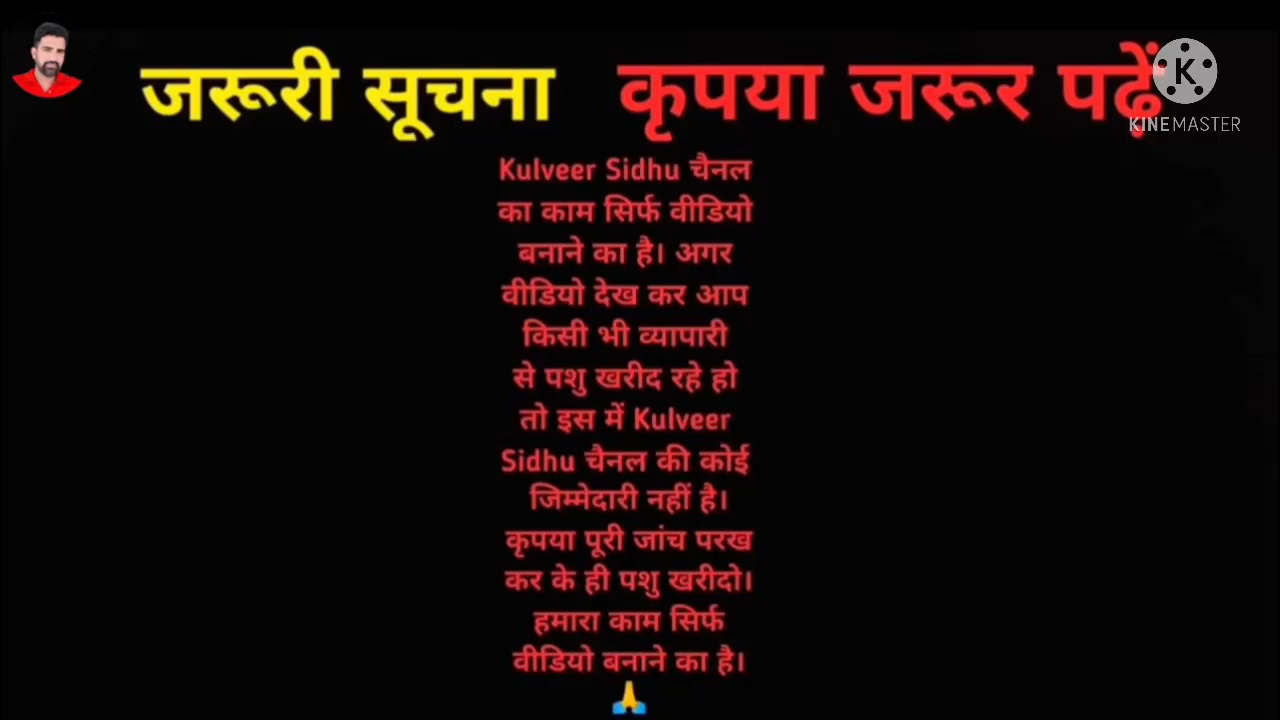 जरूरी सूचना कृपया जरूर पढ़ें
K
KINEMASTER
Kulveer Sidhu चैनल
का काम सिर्फ वीडियो
बनाने का है। अगर
वीडियो देख कर आप
किसी भी व्यापारी
से पशु खरीद रहे हो
तो इस में Kulveer
Sidhu चैनल की कोई
जिम्मेदारी नहीं है।
कृपया पूरी जांच परख
कर के ही पशु खरीदो।
हमारा काम सिर्फ
वीडियो बनाने का है।
🙏